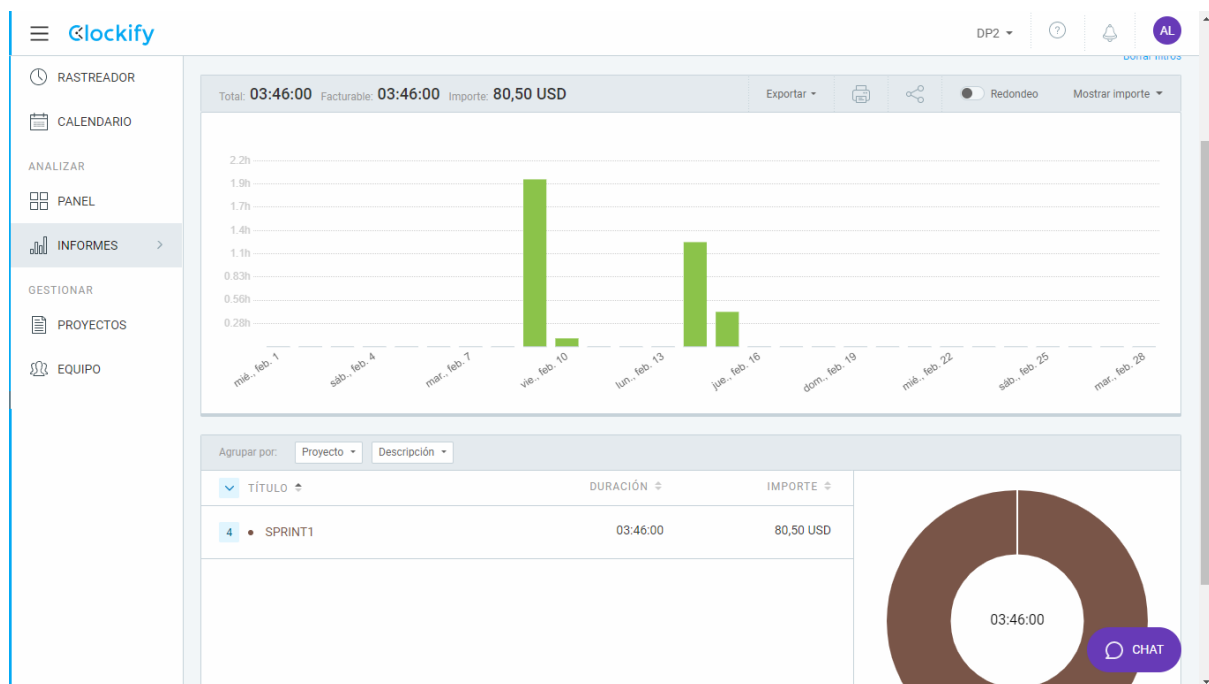 Clockify
DP2
?
AL
RASTREADOR
CALENDARIO
ANALIZAR
PANEL
INFORMES
GESTIONAR
PROYECTOS
EQUIPO
Borrar filtros
Total: 03:46:00 Facturable: 03:46:00 Importe: 80,50 USD
Exportar
Redondeo
Mostrar importe
2.2h
1.9h
1.7h
1.4h
1.1h
0.83h
0.56h
0.28h
mié., feb. 1
sáb., feb. 4
mar., feb. 7
vie., feb. 10
lun., feb. 13
jue., feb. 16
dom., feb. 19
mié., feb. 22
sáb., feb. 25
mar., feb. 28
Agrupar por: Proyecto Descripción
TÍTULO DURACIÓN IMPORTE
4 SPRINT1 03:46:00 80,50 USD
03:46:00
CHAT